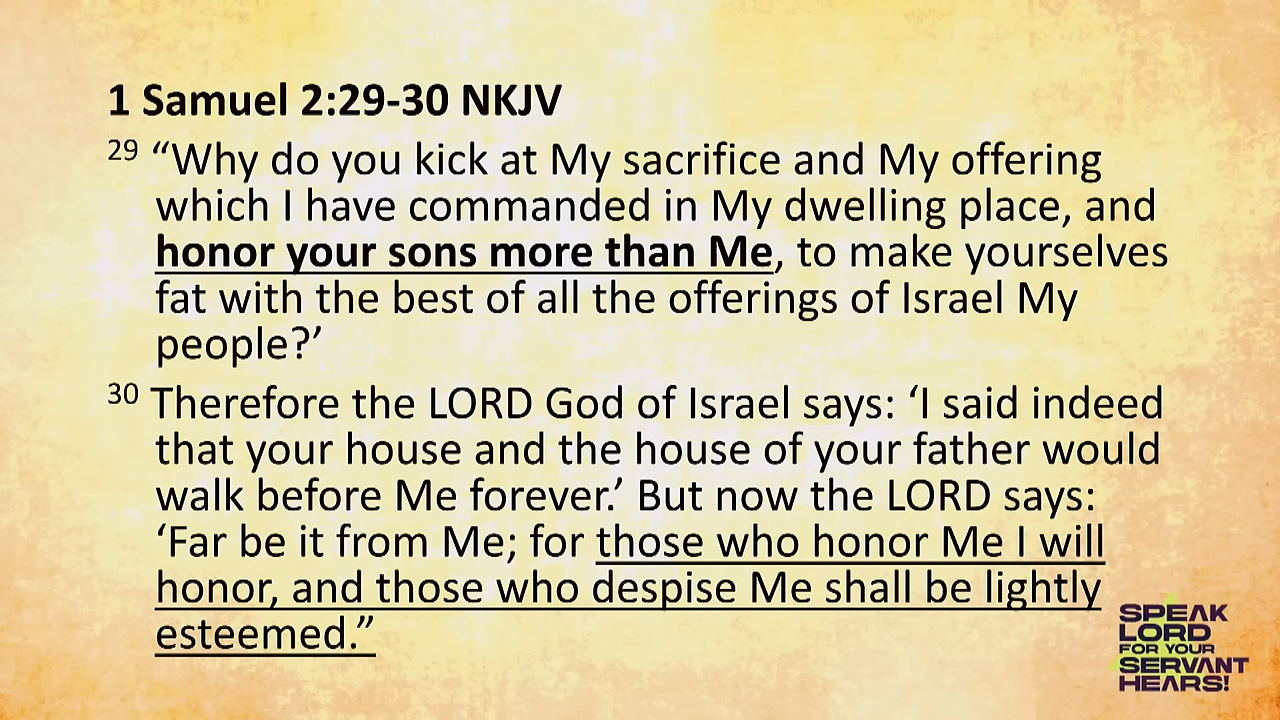 1 Samuel 2:29-30 NKJV
29 “Why do you kick at My sacrifice and My offering
which I have commanded in My dwelling place, and
honor your sons more than Me, to make yourselves
fat with the best of all the offerings of Israel My
people?’
30 Therefore the LORD God of Israel says: ‘I said indeed
that your house and the house of your father would
walk before Me forever.’ But now the LORD says:
‘Far be it from Me; for those who honor Me I will
honor, and those who despise Me shall be lightly
esteemed.”
SPEAK
LORD
FOR YOUR
SERVANT
HEARS!